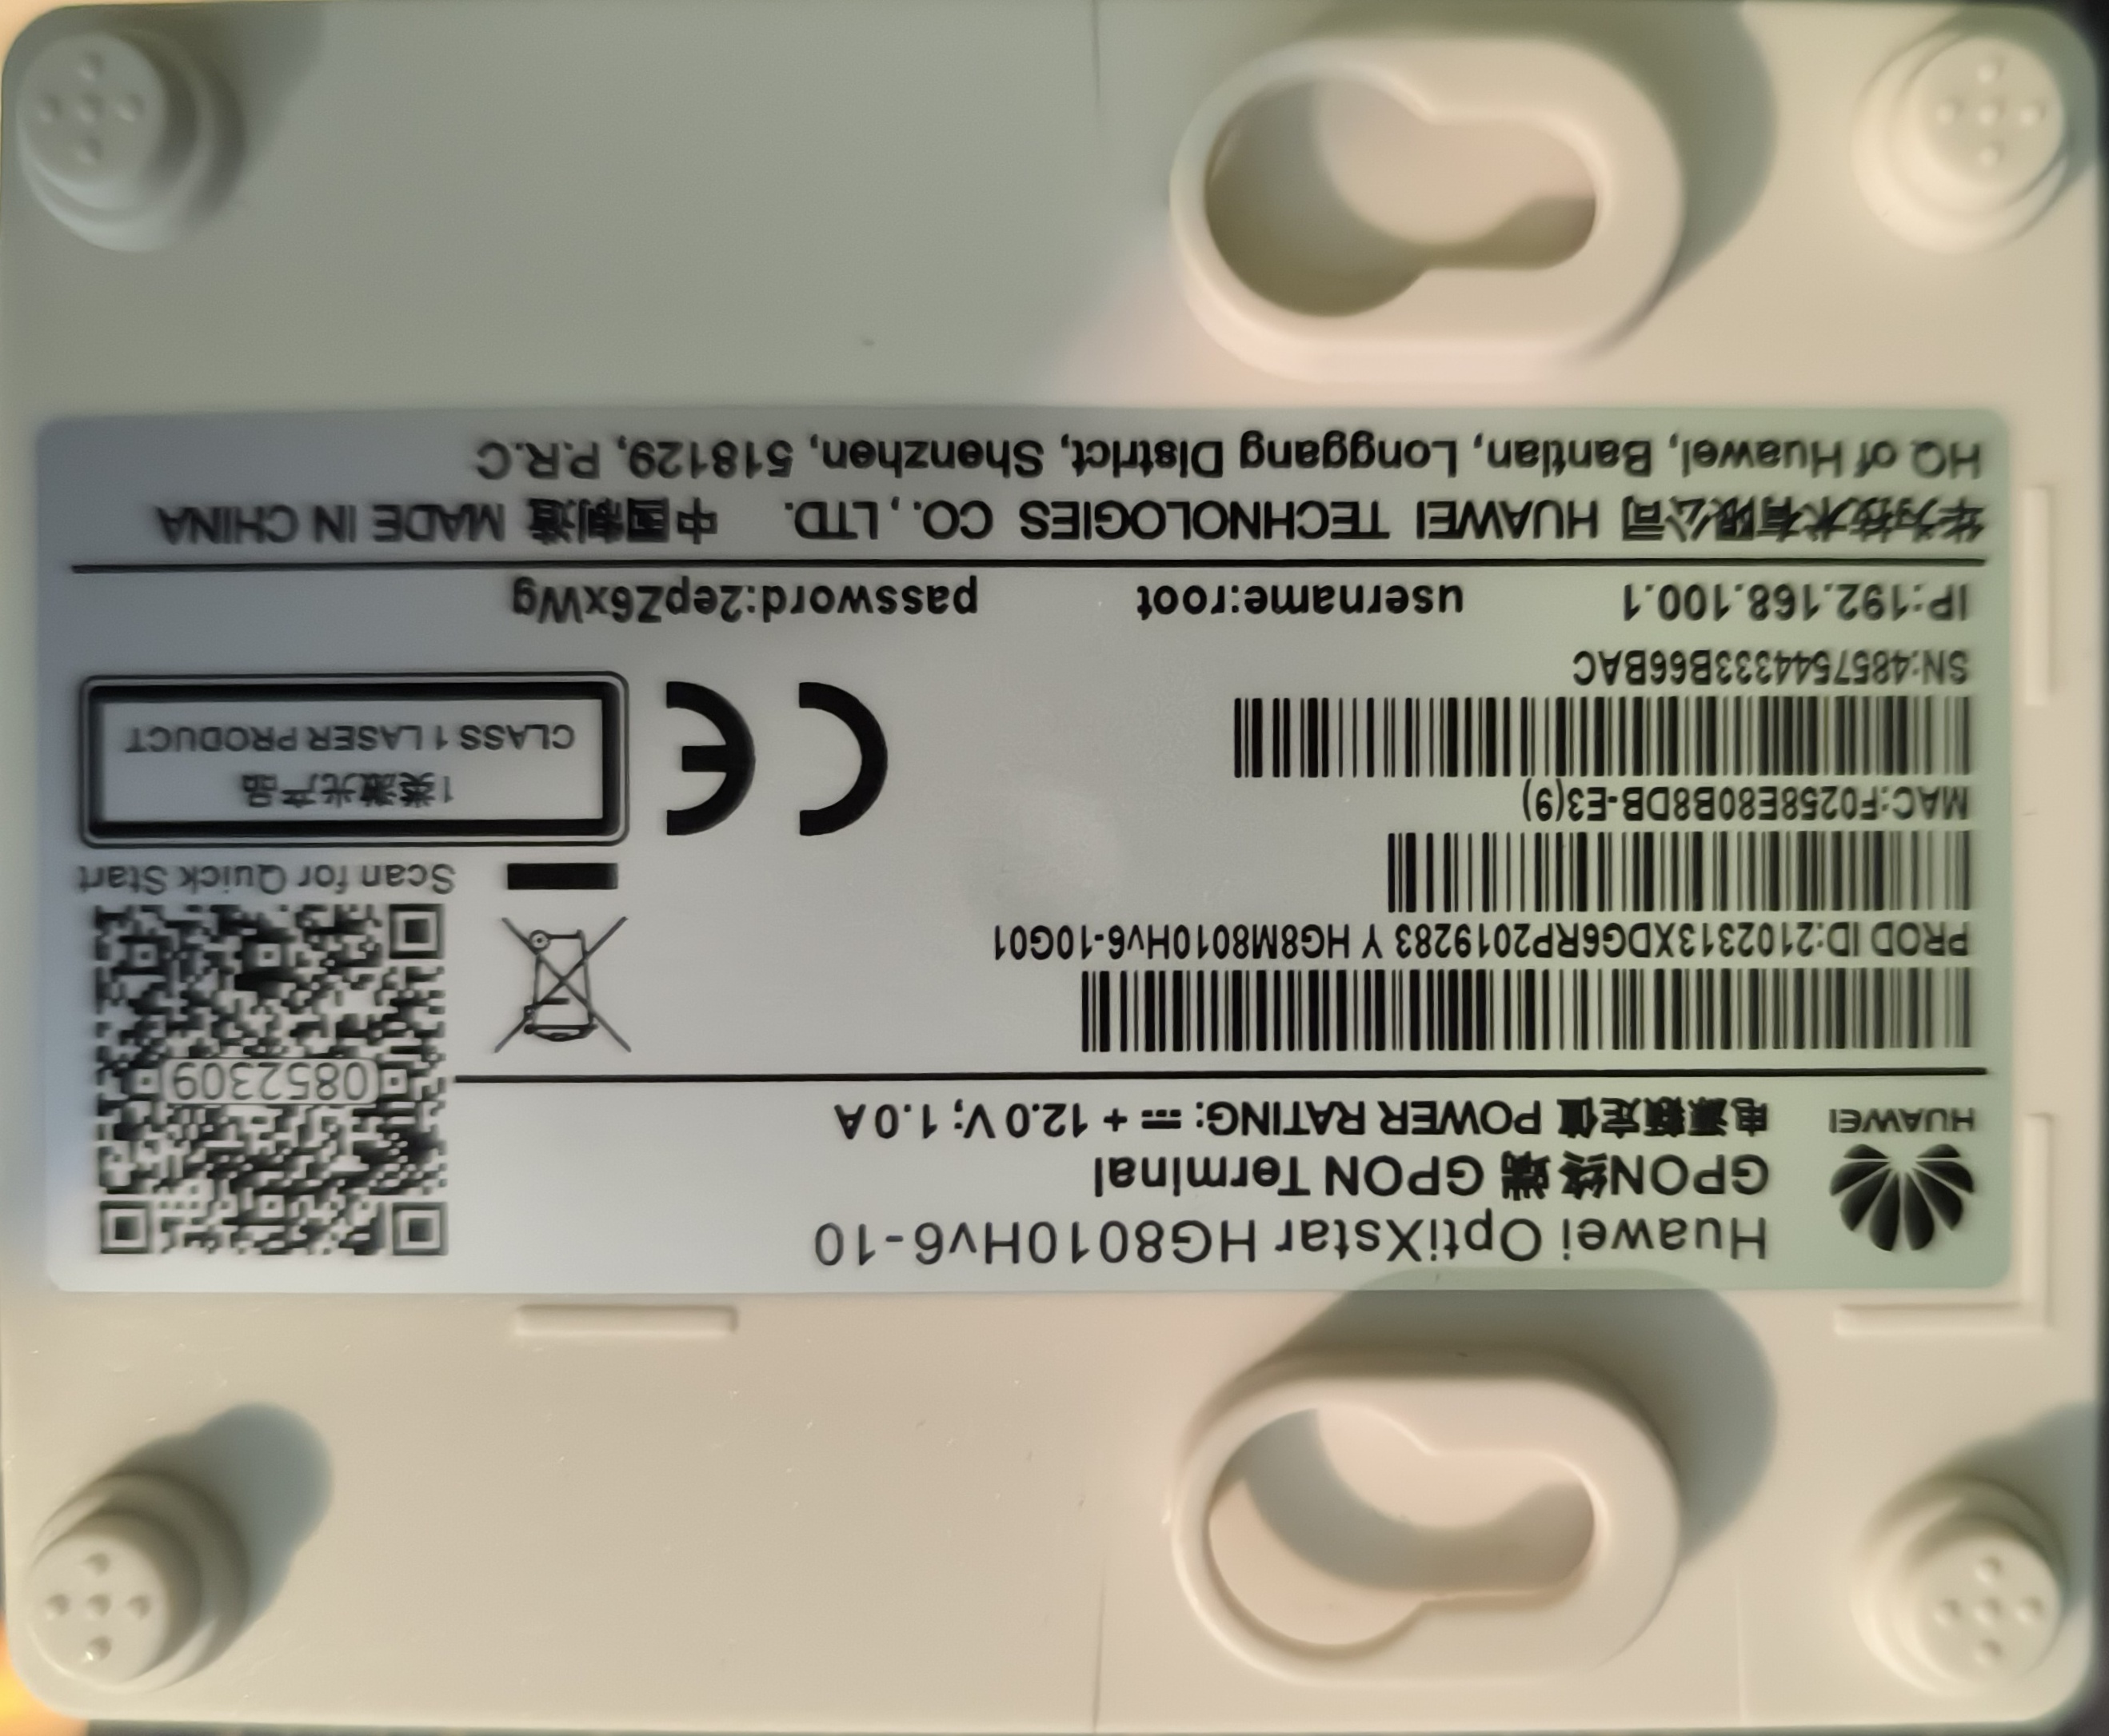 Huawei OptiXstar HG8010Hv6-10
GPON终端 GPON Terminal
HUAWEI
电源额定值 POWER RATING: ⎓ + 12.0 V; 1.0 A
0852309
PROD ID:2102313XDG6RP2019283 Y HG8M8010Hv6-10G01
MAC:F0258E80B8DB-E3(9)
Scan for Quick Start
1类激光产品
CLASS 1 LASER PRODUCT
CE
SN:4857544333B66BAC
IP:192.168.100.1 username:root password:2epZ6xWg
华为技术有限公司 HUAWEI TECHNOLOGIES CO., LTD. 中国制造 MADE IN CHINA
HQ of Huawei, Bantian, Longgang District, Shenzhen, 518129, P.R.C